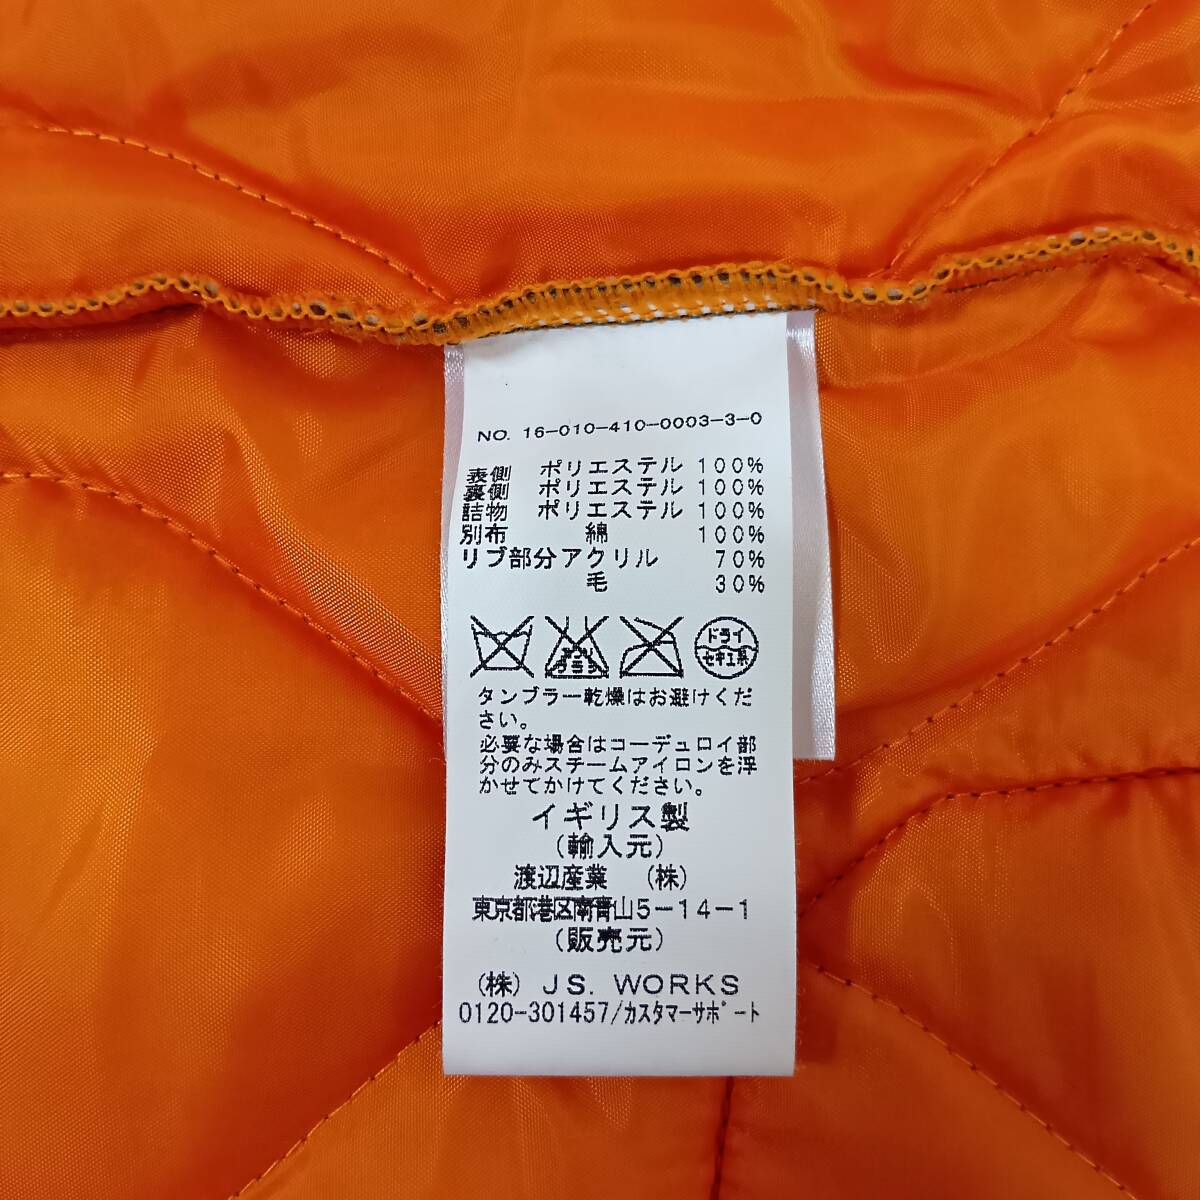 NO. 16-010-410-0003-3-0
表側 ポリエステル 100%
裏側 ポリエステル 100%
詰物 ポリエステル 100%
別布 綿 100%
リブ部分アクリル 70%
毛 30%
エンソ サラシ
ドライ
セキユ系
タンブラー乾燥はお避けくだ
さい。
必要な場合はコーデュロイ部
分のみスチームアイロンを浮
かせてかけてください。
イギリス製
(輸入元)
渡辺産業 (株)
東京都港区南青山5-14-1
(販売元)
(株) JS. WORKS
0120-301457/カスタマーサポート